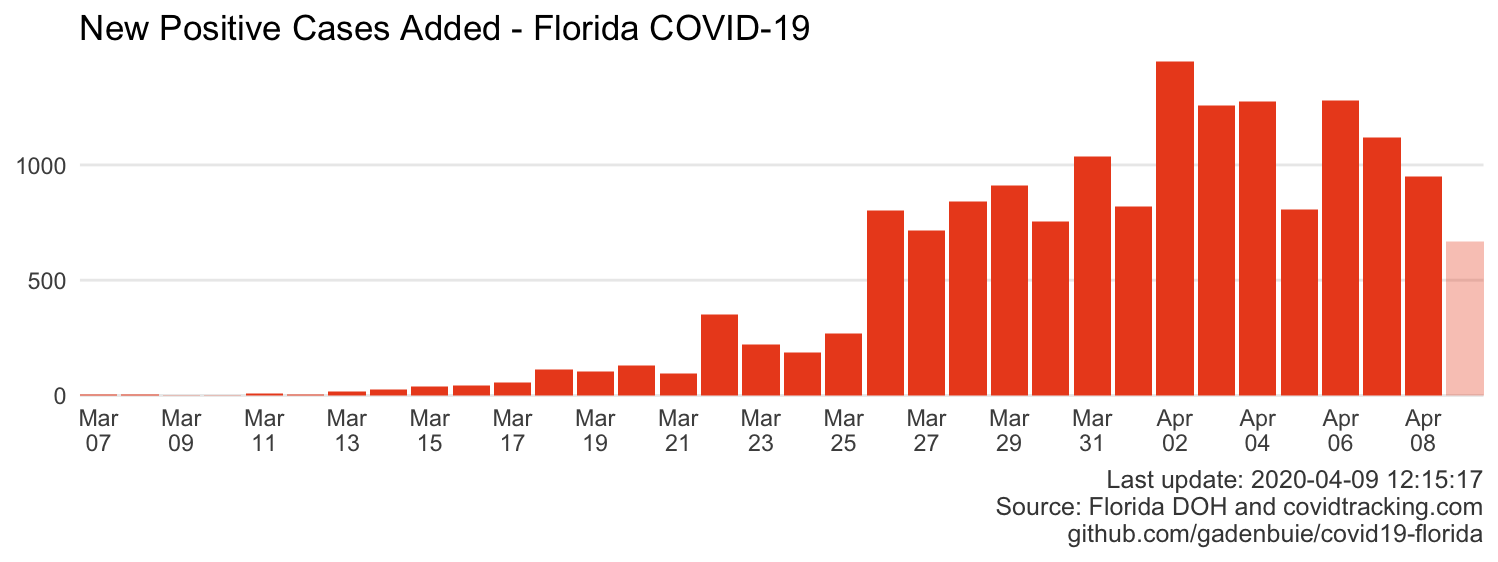 New Positive Cases Added - Florida COVID-19
1000
500
0
Mar Mar Mar Mar Mar Mar Mar Mar Mar Mar Mar Mar Mar Apr Apr Apr Apr
07 09 11 13 15 17 19 21 23 25 27 29 31 02 04 06 08
Last update: 2020-04-09 12:15:17
Source: Florida DOH and covidtracking.com
github.com/gadenbuie/covid19-florida